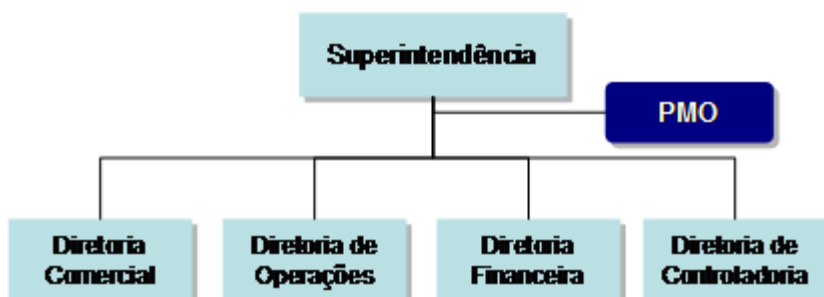 Superintendência
PMO
Diretoria
Comercial
Diretoria de
Operações
Diretoria
Financeira
Diretoria de
Controladoria